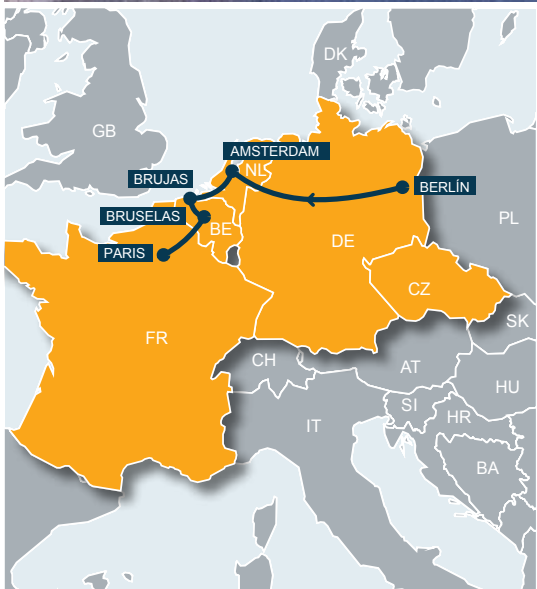 DK
GB
AMSTERDAM
NL
BRUJAS
BERLÍN
BRUSELAS
PL
BE
DE
PARIS
CZ
SK
FR
CH
AT
HU
SI
HR
IT
BA